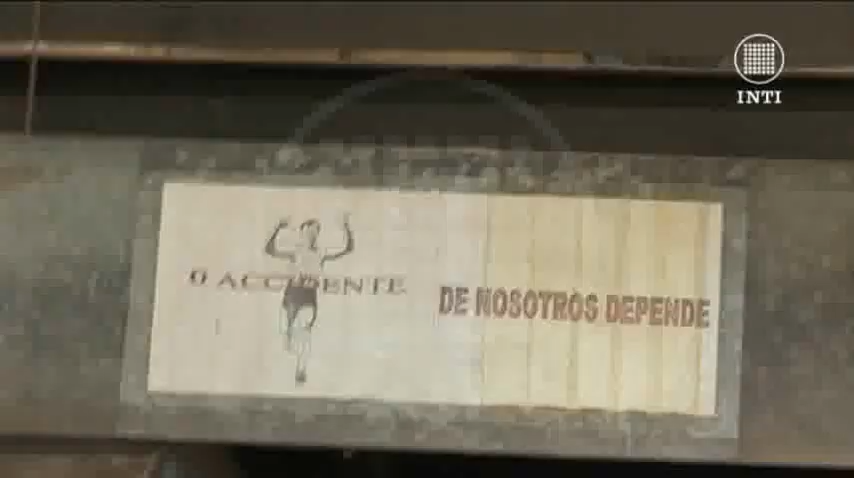 INTI
0 ACCIDENTE
DE NOSOTROS DEPENDE